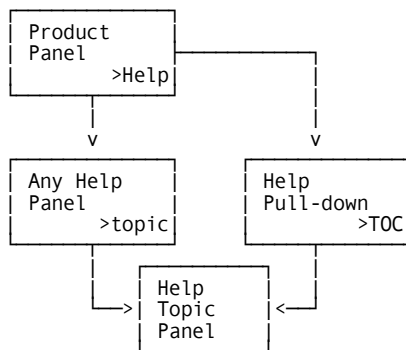 Product
Panel
>Help
v
v
Any Help
Panel
>topic
Help
Pull-down
>TOC
Help
Topic
Panel